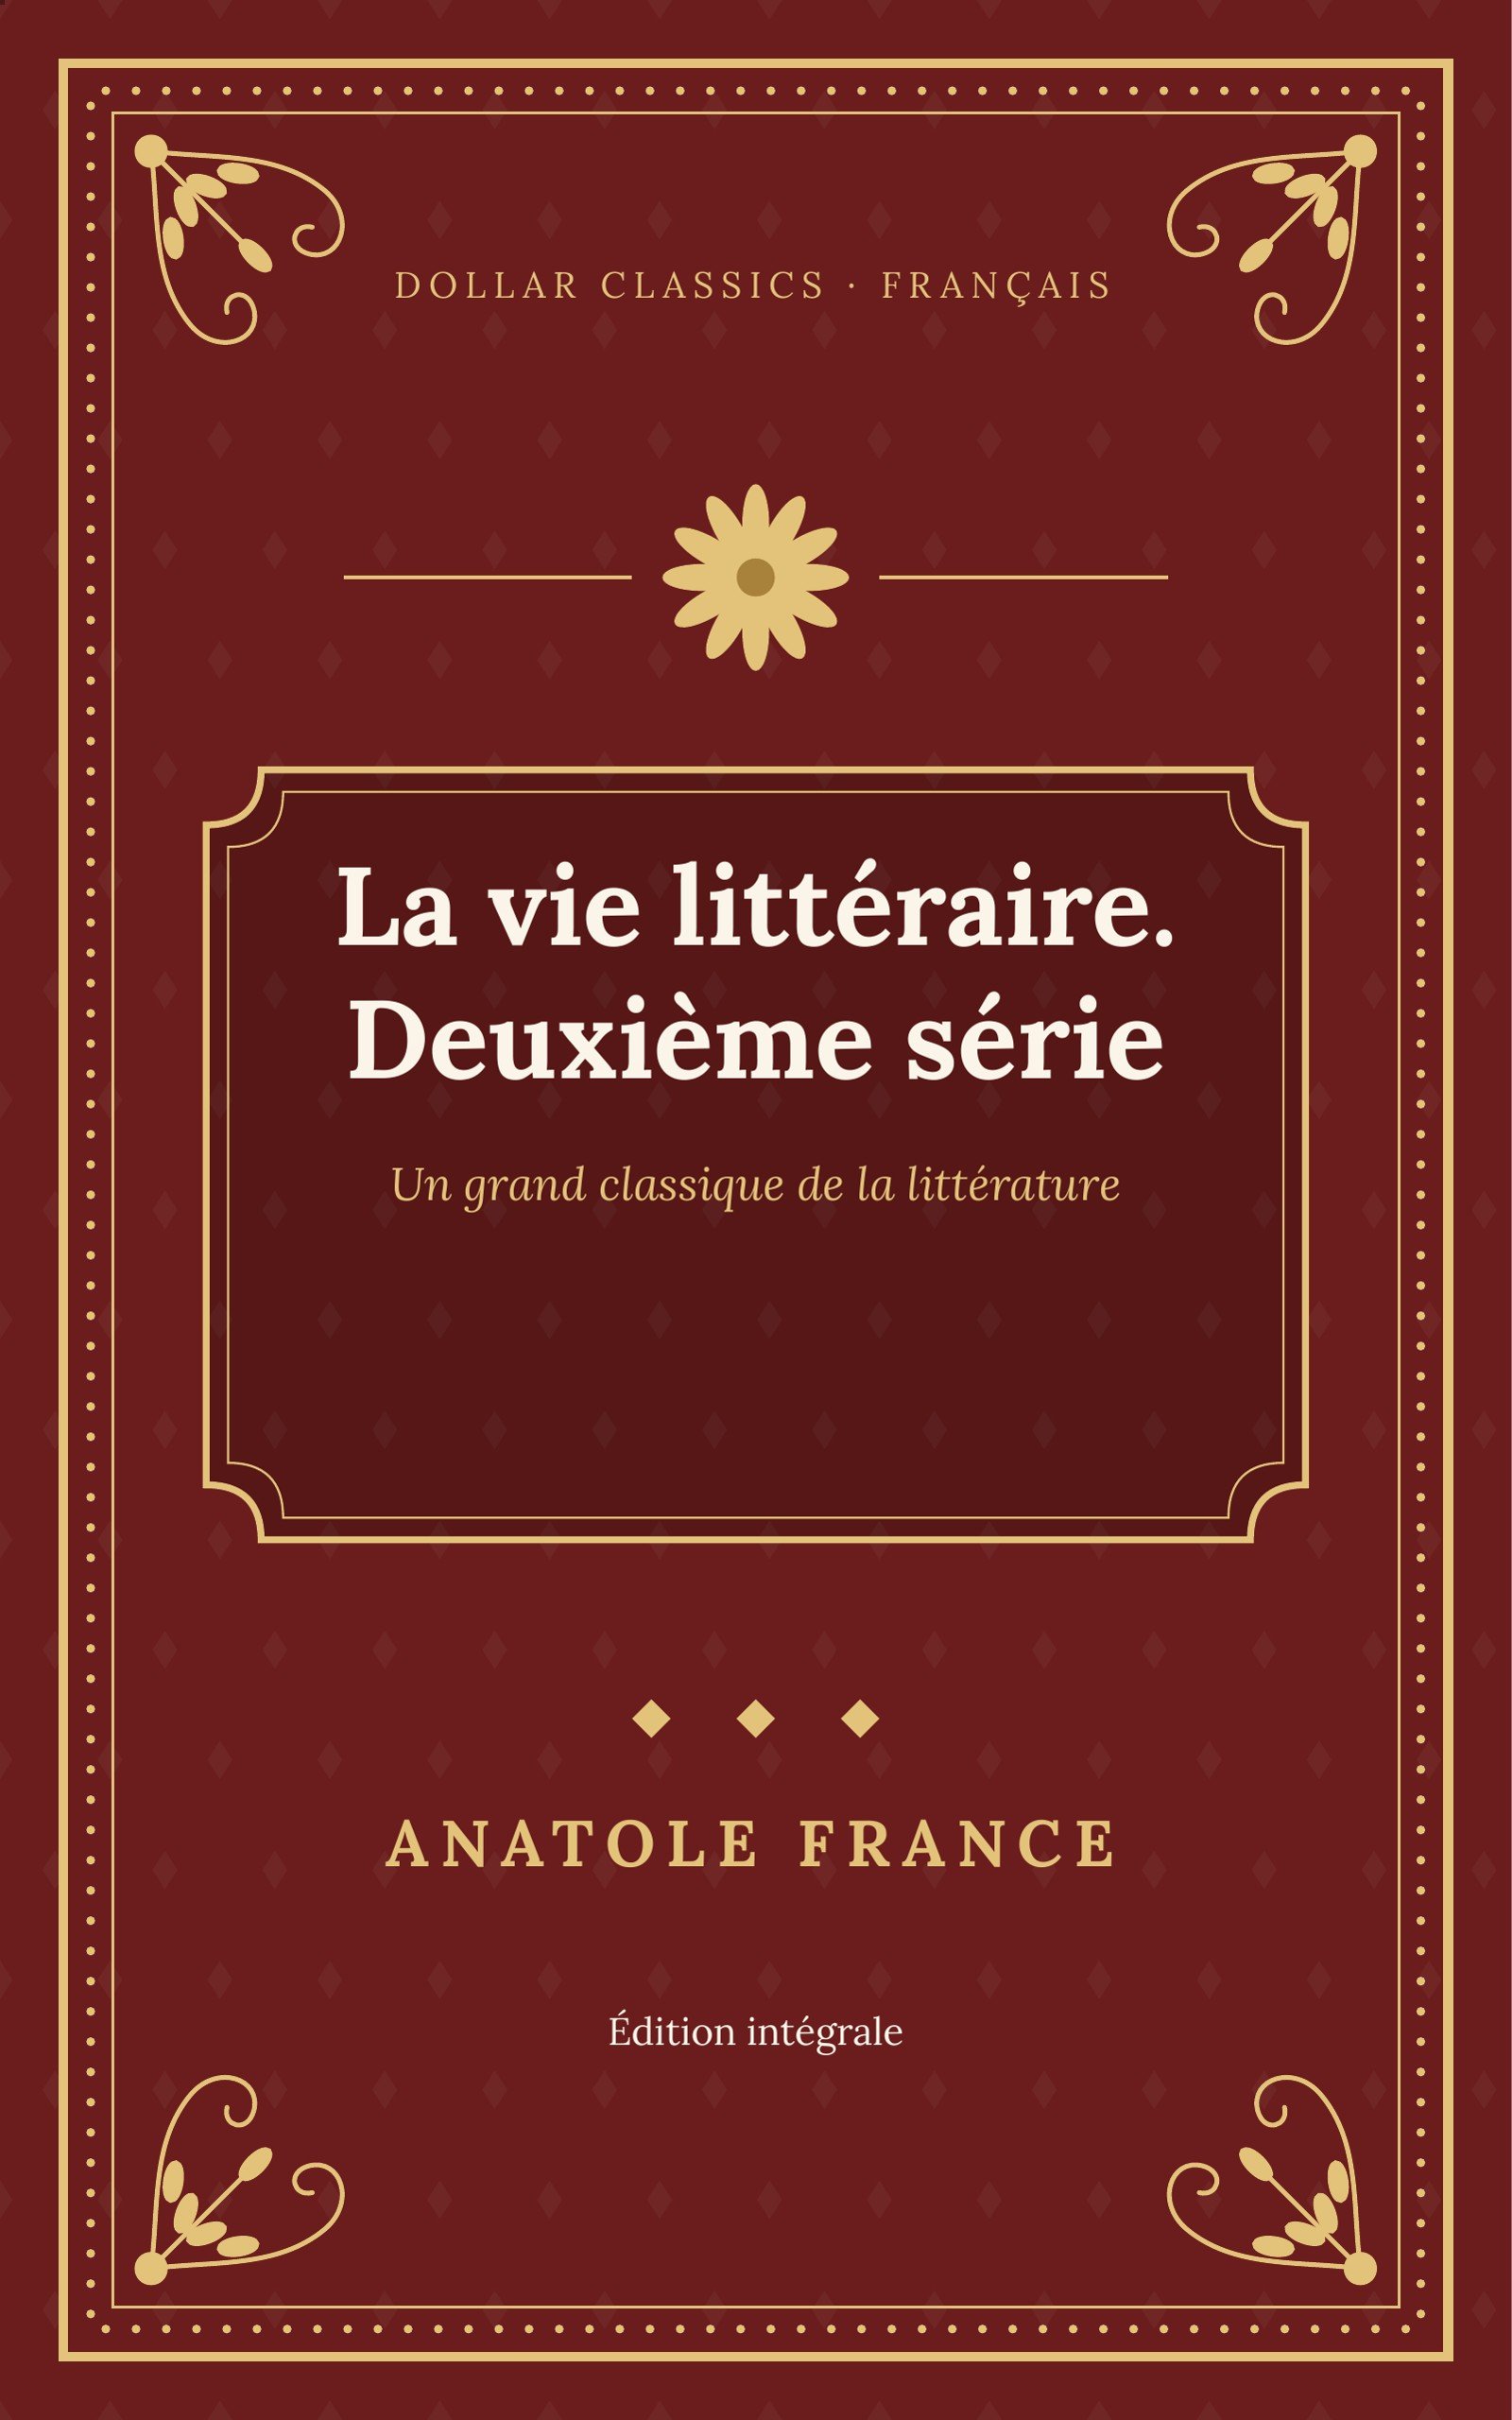 DOLLAR CLASSICS · FRANÇAIS
La vie littéraire.
Deuxième série
Un grand classique de la littérature
ANATOLE FRANCE
Édition intégrale